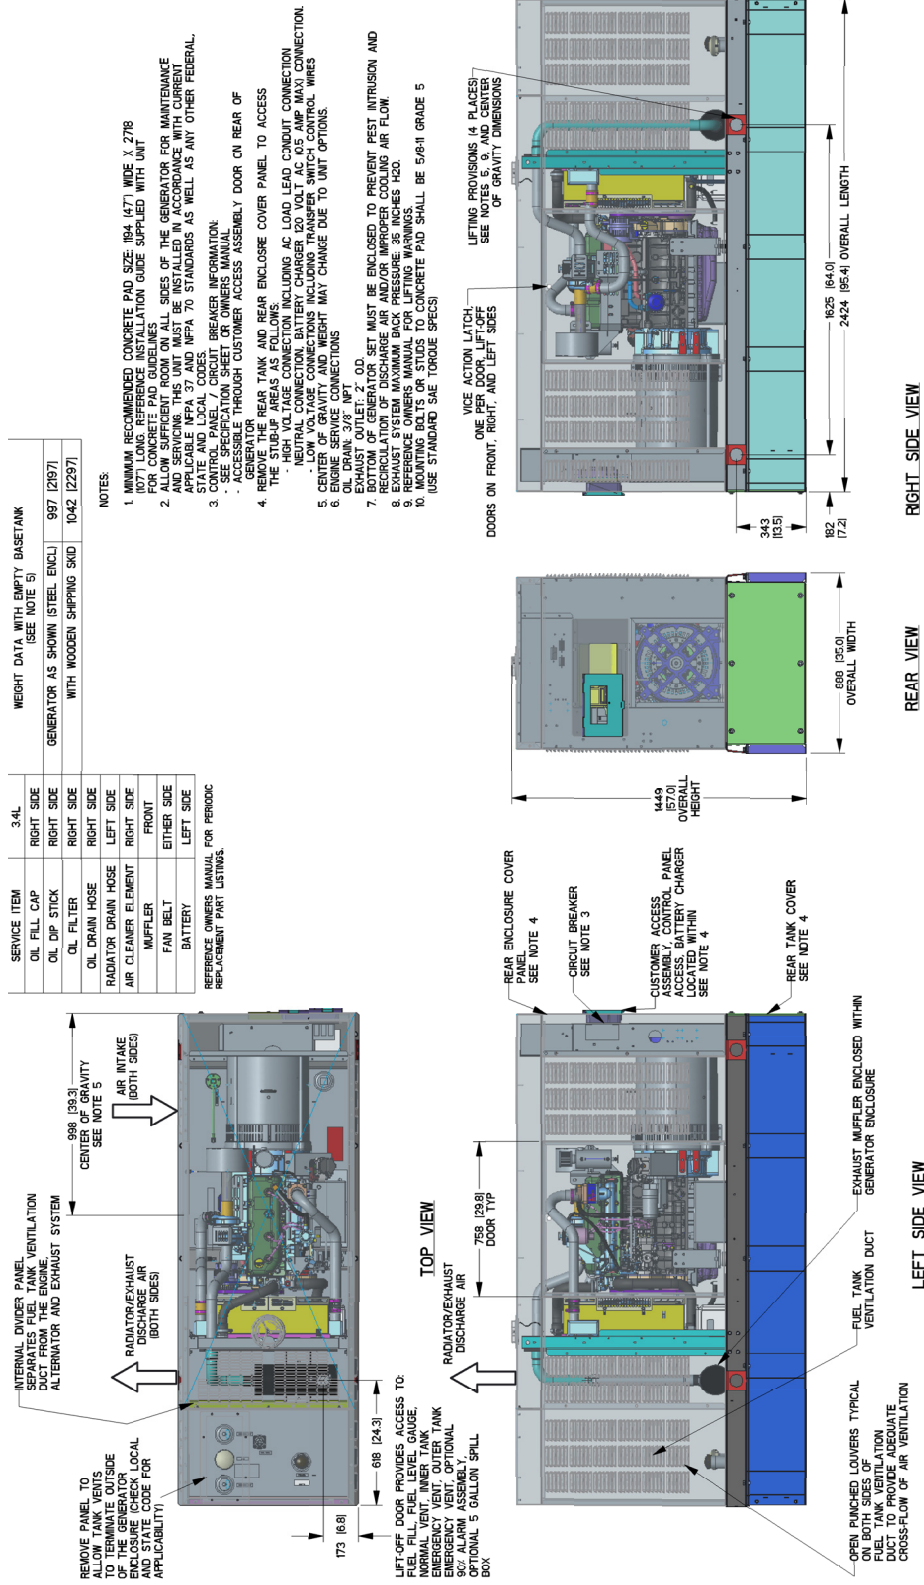 SERVICE ITEM 3.4L
OIL FILL CAP RIGHT SIDE
OIL DIP STICK RIGHT SIDE
OIL FILTER RIGHT SIDE
OIL DRAIN HOSE RIGHT SIDE
RADIATOR DRAIN HOSE LEFT SIDE
AIR CLEANER ELEMENT RIGHT SIDE
MUFFLER FRONT
FAN BELT EITHER SIDE
BATTERY LEFT SIDE
REFERENCE OWNERS MANUAL FOR PERIODIC
REPLACEMENT PART LISTINGS.
WEIGHT DATA WITH EMPTY BASETANK
(SEE NOTE 5)
GENERATOR AS SHOWN (STEEL ENCL) 997 [2197]
WITH WOODEN SHIPPING SKID 1042 [2297]
NOTES:
1. MINIMUM RECOMMENDED CONCRETE PAD SIZE: 1194 (47") WIDE X 2718
(107") LONG. REFERENCE INSTALLATION GUIDE SUPPLIED WITH UNIT
FOR CONCRETE PAD GUIDELINES
2. ALLOW SUFFICIENT ROOM ON ALL SIDES OF THE GENERATOR FOR MAINTENANCE
AND SERVICING. THIS UNIT MUST BE INSTALLED IN ACCORDANCE WITH CURRENT
APPLICABLE NFPA 37 AND NFPA 70 STANDARDS AS WELL AS ANY OTHER FEDERAL,
STATE AND LOCAL CODES.
3. CONTROL PANEL / CIRCUIT BREAKER INFORMATION:
- SEE SPECIFICATION SHEET OR OWNERS MANUAL
- ACCESSIBLE THROUGH CUSTOMER ACCESS ASSEMBLY DOOR ON REAR OF
GENERATOR
4. REMOVE THE REAR TANK AND REAR ENCLOSURE COVER PANEL TO ACCESS
THE STUB-UP AREAS AS FOLLOWS:
- HIGH VOLTAGE CONNECTION INCLUDING AC LOAD LEAD CONDUIT CONNECTION
NEUTRAL CONNECTION, BATTERY CHARGER 120 VOLT AC (0.5 AMP MAX) CONNECTION.
- LOW VOLTAGE CONNECTIONS INCLUDING TRANSFER SWITCH CONTROL WIRES
5. CENTER OF GRAVITY AND WEIGHT MAY CHANGE DUE TO UNIT OPTIONS.
6. ENGINE SERVICE CONNECTIONS
OIL DRAIN: 3/8" NPT
EXHAUST OUTLET: 2" O.D.
7. BOTTOM OF GENERATOR SET MUST BE ENCLOSED TO PREVENT PEST INTRUSION AND
RECIRCULATION OF DISCHARGE AIR AND/OR IMPROPER COOLING AIR FLOW.
8. EXHAUST SYSTEM MAXIMUM BACK PRESSURE: 35 INCHES H2O.
9. REFERENCE OWNERS MANUAL FOR LIFTING WARNINGS.
10. MOUNTING BOLTS OR STUDS TO CONCRETE PAD SHALL BE 5/8-11 GRADE 5
(USE STANDARD SAE TORQUE SPECS)
INTERNAL DIVIDER PANEL
SEPARATES FUEL TANK VENTILATION
DUCT FROM THE ENGINE,
ALTERNATOR AND EXHAUST SYSTEM
REMOVE PANEL TO
ALLOW TANK VENTS
TO TERMINATE OUTSIDE
OF THE GENERATOR
ENCLOSURE (CHECK LOCAL
AND STATE CODE FOR
APPLICABILITY)
RADIATOR/EXHAUST
DISCHARGE AIR
(BOTH SIDES)
998 [39.3]
CENTER OF GRAVITY
SEE NOTE 5
AIR INTAKE
(BOTH SIDES)
173 [6.8]
618 [24.3]
LIFT-OFF DOOR PROVIDES ACCESS TO:
FUEL FILL, FUEL LEVEL GAUGE,
NORMAL VENT, INNER TANK
EMERGENCY VENT, OUTER TANK
EMERGENCY VENT, OPTIONAL
90% ALARM ASSEMBLY,
OPTIONAL 5 GALLON SPILL
BOX
TOP VIEW
RADIATOR/EXHAUST
DISCHARGE AIR
758 [29.8]
DOOR TYP
REAR ENCLOSURE COVER
PANEL
SEE NOTE 4
CIRCUIT BREAKER
SEE NOTE 3
CUSTOMER ACCESS
ASSEMBLY, CONTROL PANEL
ACCESS, BATTERY CHARGER
LOCATED WITHIN
SEE NOTE 4
REAR TANK COVER
SEE NOTE 4
OPEN PUNCHED LOUVERS TYPICAL
ON BOTH SIDES OF
FUEL TANK VENTILATION
DUCT TO PROVIDE ADEQUATE
CROSS-FLOW OF AIR VENTILATION
FUEL TANK
VENTILATION DUCT
EXHAUST MUFFLER ENCLOSED WITHIN
GENERATOR ENCLOSURE
LEFT SIDE VIEW
1449
[57.0]
OVERALL
HEIGHT
888 [35.0]
OVERALL WIDTH
REAR VIEW
VICE ACTION LATCH,
ONE PER DOOR, LIFT-OFF
DOORS ON FRONT, RIGHT, AND LEFT SIDES
LIFTING PROVISIONS (4 PLACES)
SEE NOTES 5, 9, AND CENTER
OF GRAVITY DIMENSIONS
343
[13.5]
182
[7.2]
1625 [64.0]
2424 [95.4] OVERALL LENGTH
RIGHT SIDE VIEW